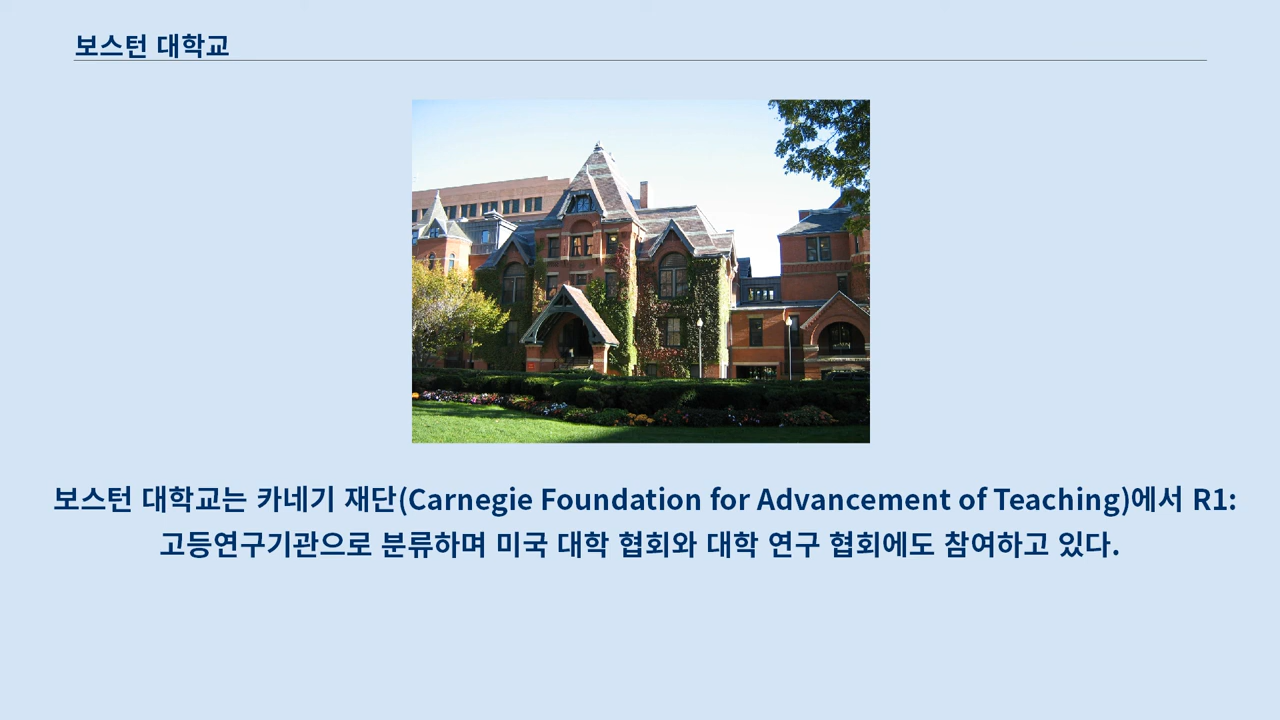 보스턴 대학교
보스턴 대학교는 카네기 재단(Carnegie Foundation for Advancement of Teaching)에서 R1:
고등연구기관으로 분류하며 미국 대학 협회와 대학 연구 협회에도 참여하고 있다.